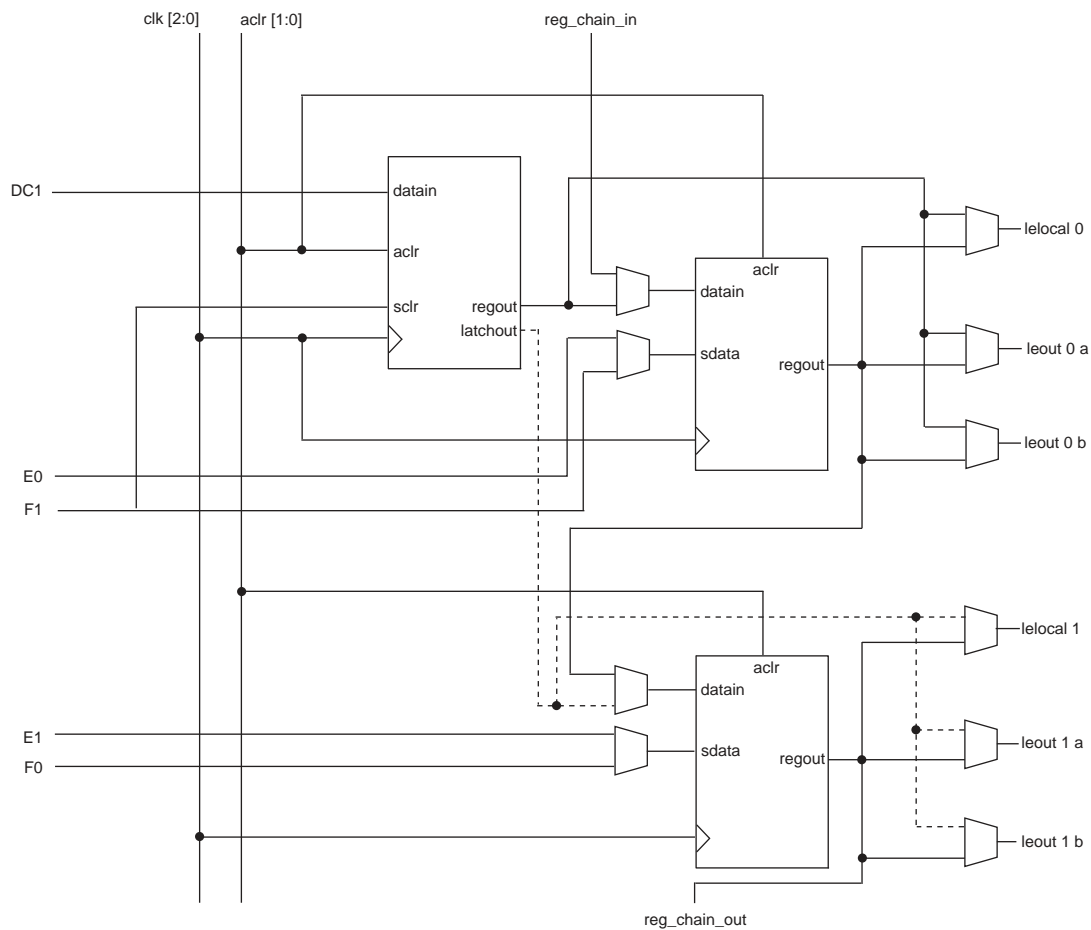 clk [2:0]
aclr [1:0]
reg_chain_in
DC1
datain
aclr
sclr
regout
latchout
aclr
datain
sdata
regout
lelocal 0
leout 0 a
leout 0 b
E0
F1
aclr
datain
sdata
regout
lelocal 1
leout 1 a
leout 1 b
E1
F0
reg_chain_out